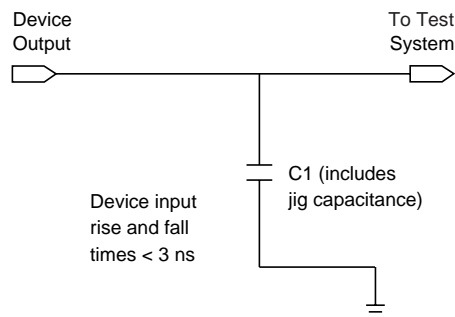 Device
Output
To Test
System
C1 (includes
jig capacitance)
Device input
rise and fall
times < 3 ns